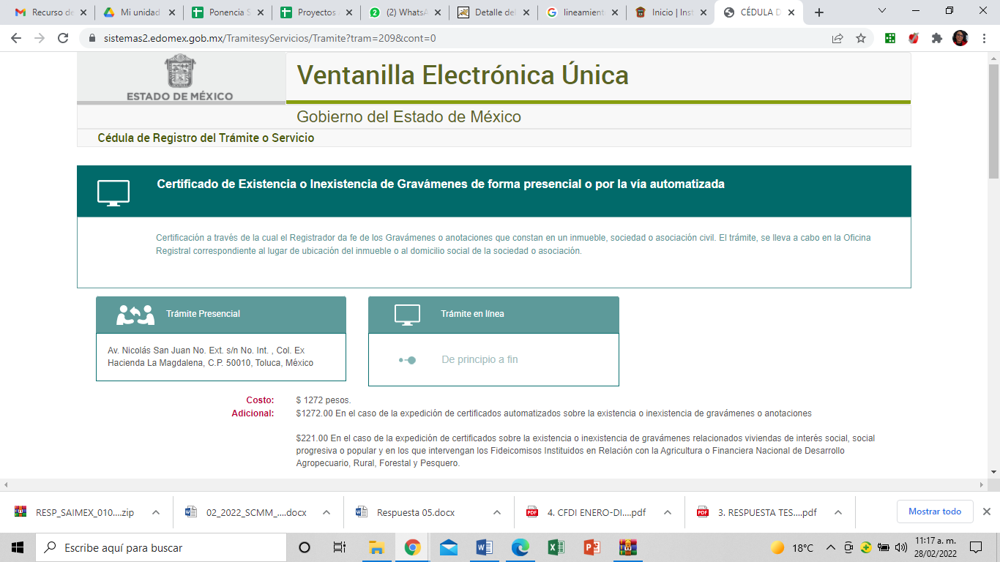 Recurso de
Mi unidad
Ponencia S
Proyectos
(2) WhatsA
Detalle del
lineamient
Inicio | Inst
CÉDULA D
sistemas2.edomex.gob.mx/TramitesyServicios/Tramite?tram=209&cont=0
ESTADO DE MÉXICO
Ventanilla Electrónica Única
Gobierno del Estado de México
Cédula de Registro del Trámite o Servicio
Certificado de Existencia o Inexistencia de Gravámenes de forma presencial o por la vía automatizada
Certificación a través de la cual el Registrador da fe de los Gravámenes o anotaciones que constan en un inmueble, sociedad o asociación civil. El trámite, se lleva a cabo en la Oficina
Registral correspondiente al lugar de ubicación del inmueble o al domicilio social de la sociedad o asociación.
Trámite Presencial
Av. Nicolás San Juan No. Ext. s/n No. Int. , Col. Ex
Hacienda La Magdalena, C.P. 50010, Toluca, México
Trámite en línea
De principio a fin
Costo: $ 1272 pesos.
Adicional: $1272.00 En el caso de la expedición de certificados automatizados sobre la existencia o inexistencia de gravámenes o anotaciones
$221.00 En el caso de la expedición de certificados sobre la existencia o inexistencia de gravámenes relacionados viviendas de interés social, social
progresiva o popular y en los que intervengan los Fideicomisos Instituidos en Relación con la Agricultura o Financiera Nacional de Desarrollo
Agropecuario, Rural, Forestal y Pesquero.
RESP_SAIMEX_010....zip
02_2022_SCMM_....docx
Respuesta 05.docx
4. CFDI ENERO-DI....pdf
3. RESPUESTA TES....pdf
Mostrar todo
Escribe aquí para buscar
18°C
11:17 a. m.
28/02/2022